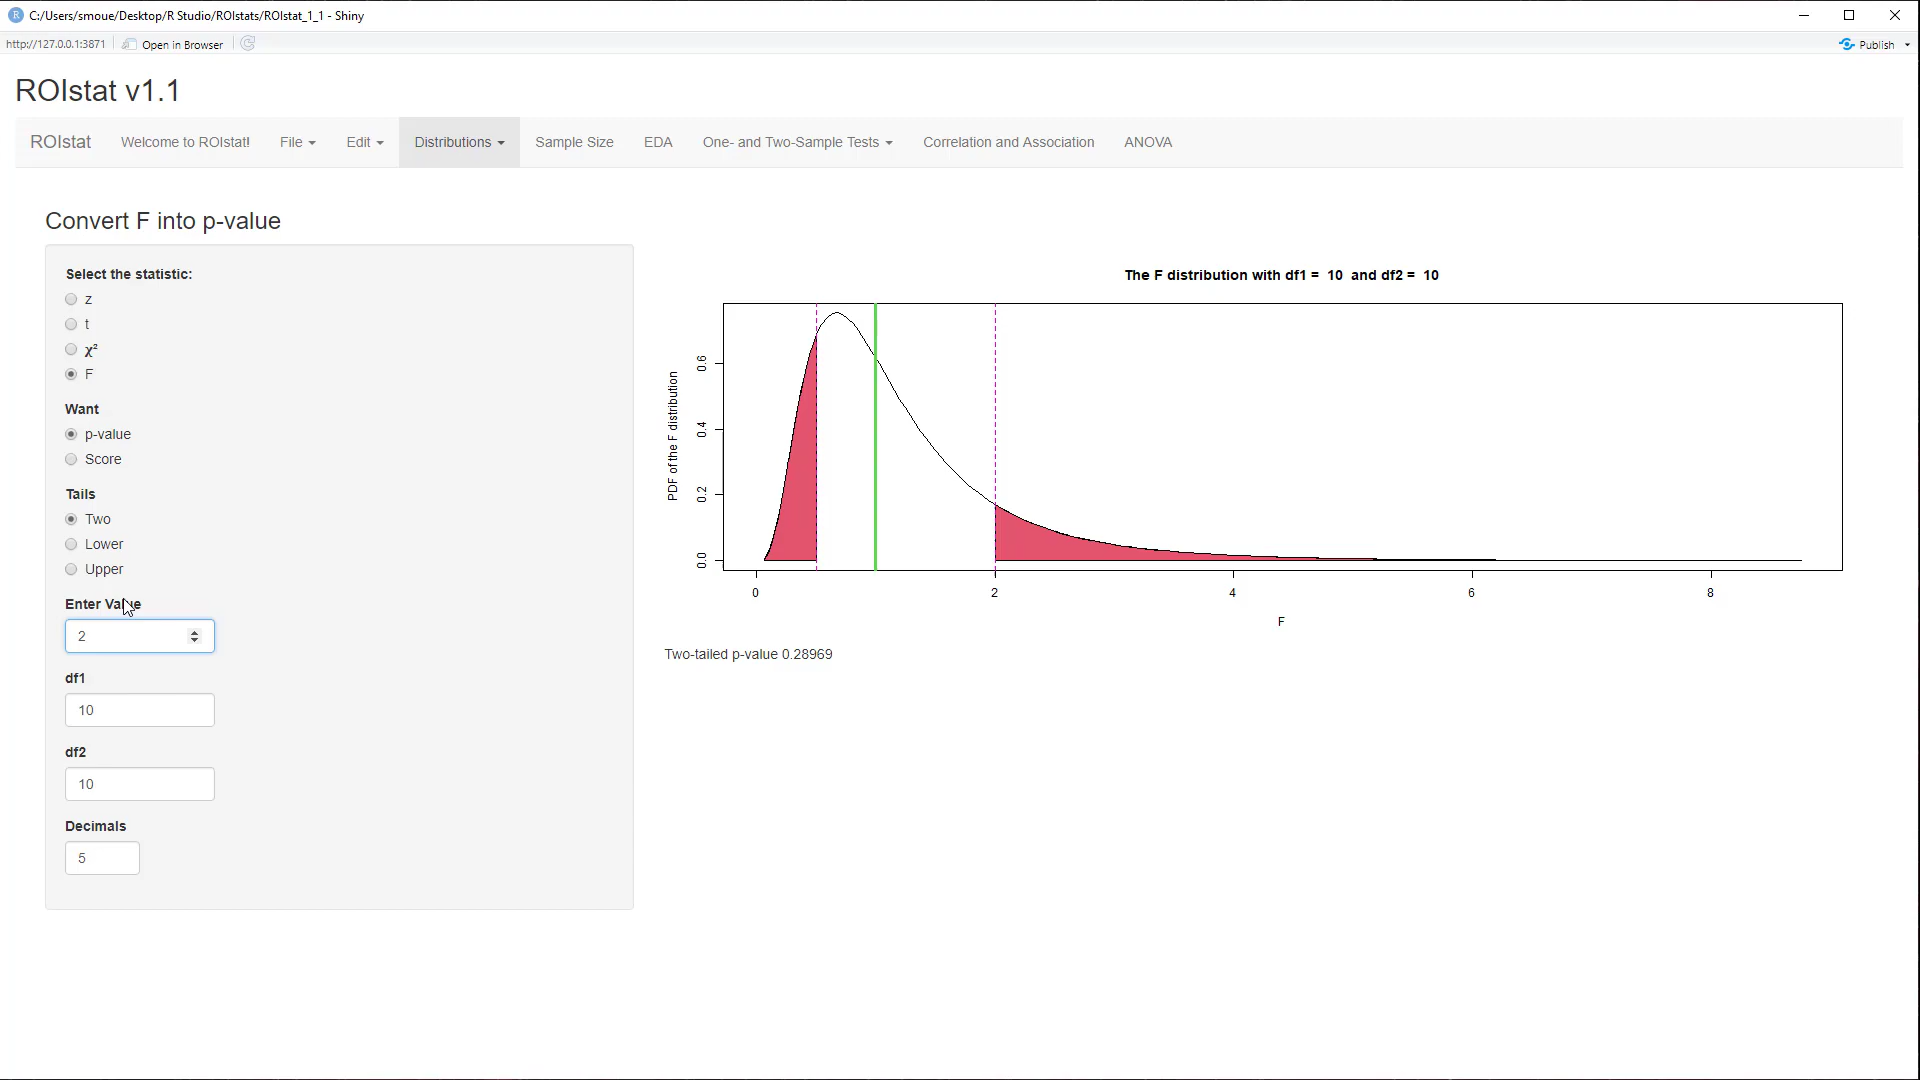 C:/Users/smoue/Desktop/R Studio/ROIstats/ROIstat_1_1 - Shiny
http://127.0.0.1:3871 Open in Browser Publish
ROIstat v1.1
ROIstat Welcome to ROIstat! File Edit Distributions Sample Size EDA One- and Two-Sample Tests Correlation and Association ANOVA
Convert F into p-value
Select the statistic:
z
t
χ²
F
Want
p-value
Score
Tails
Two
Lower
Upper
Enter Value
2
df1
10
df2
10
Decimals
5
The F distribution with df1 = 10 and df2 = 10
PDF of the F distribution
0.6
0.4
0.2
0.0
0 2 4 6 8
F
Two-tailed p-value 0.28969